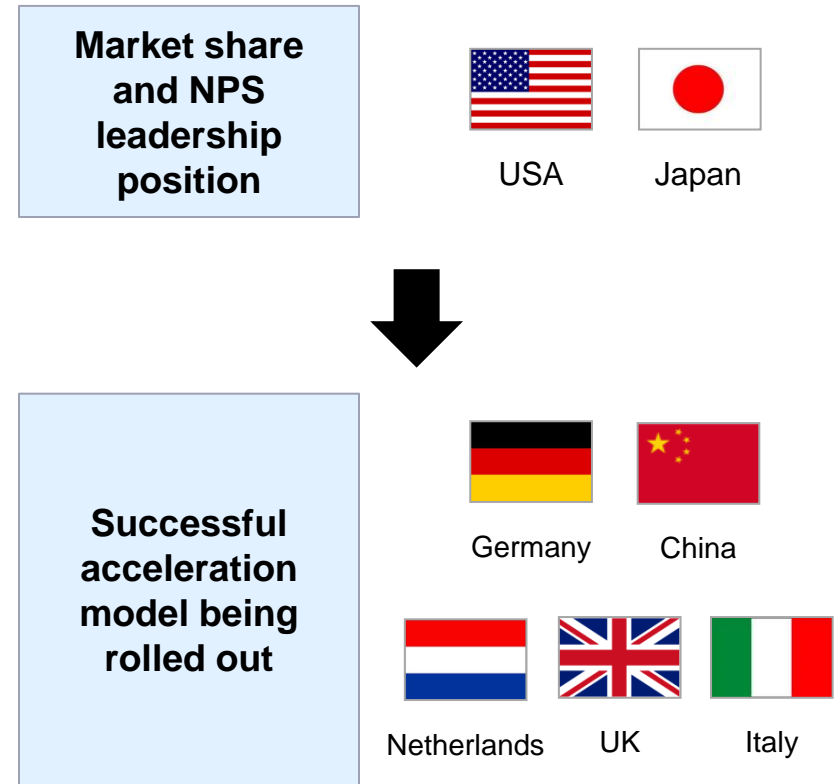 Market share
and NPS
leadership
position
USA
Japan
Successful
acceleration
model being
rolled out
Germany
China
Netherlands
UK
Italy